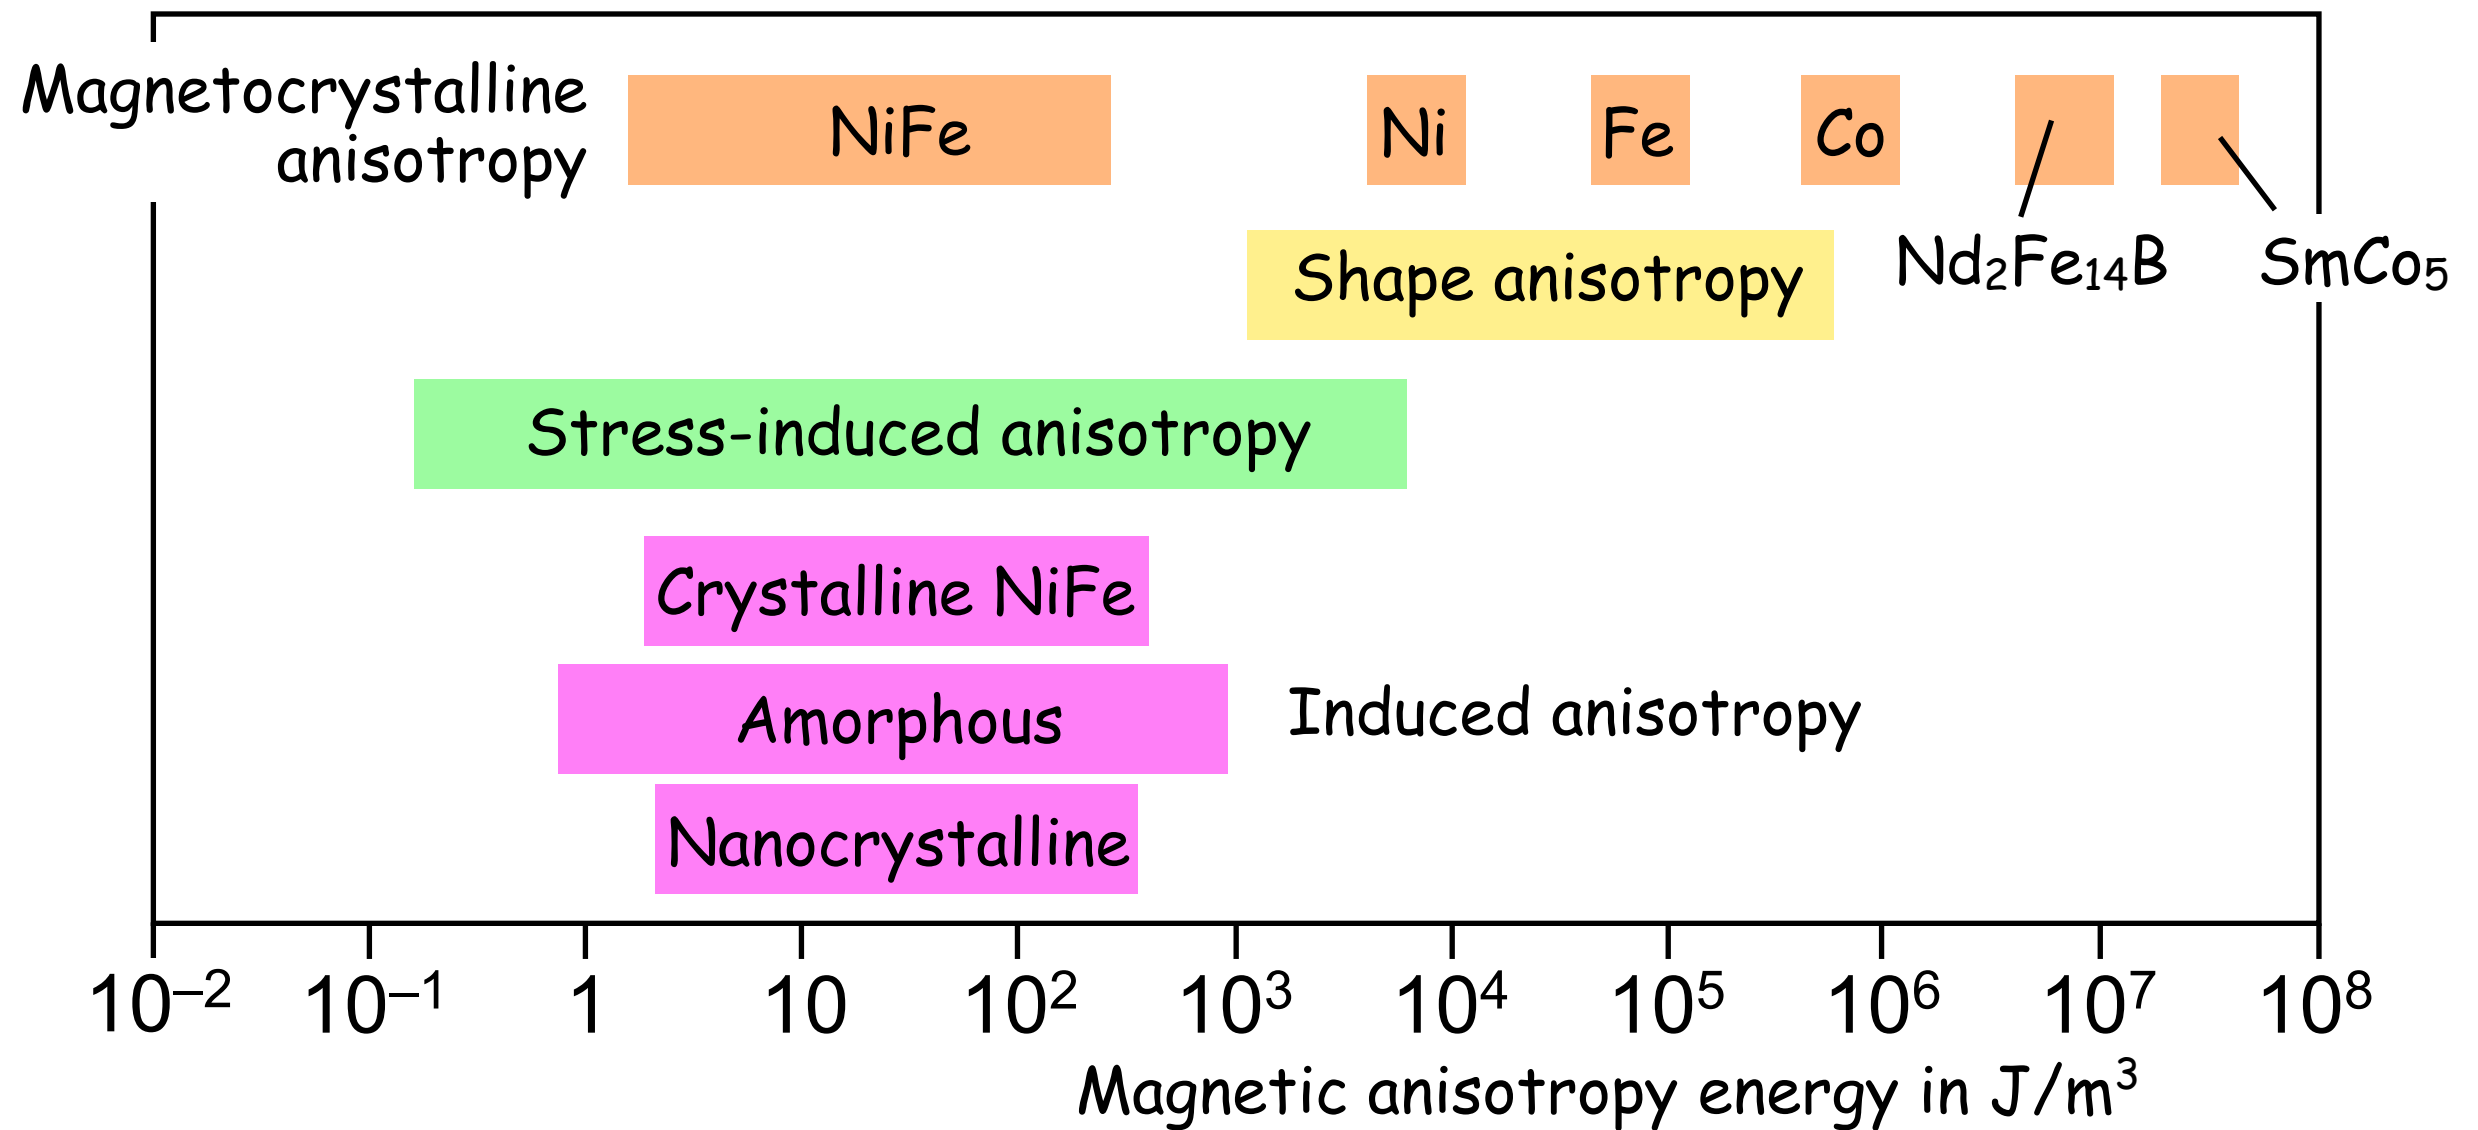 Magnetocrystalline
anisotropy
NiFe
Ni
Fe
Co
Nd₂Fe₁₄B
SmCo₅
Shape anisotropy
Stress-induced anisotropy
Crystalline NiFe
Amorphous
Induced anisotropy
Nanocrystalline
10⁻² 10⁻¹ 1 10 10² 10³ 10⁴ 10⁵ 10⁶ 10⁷ 10⁸
Magnetic anisotropy energy in J/m³